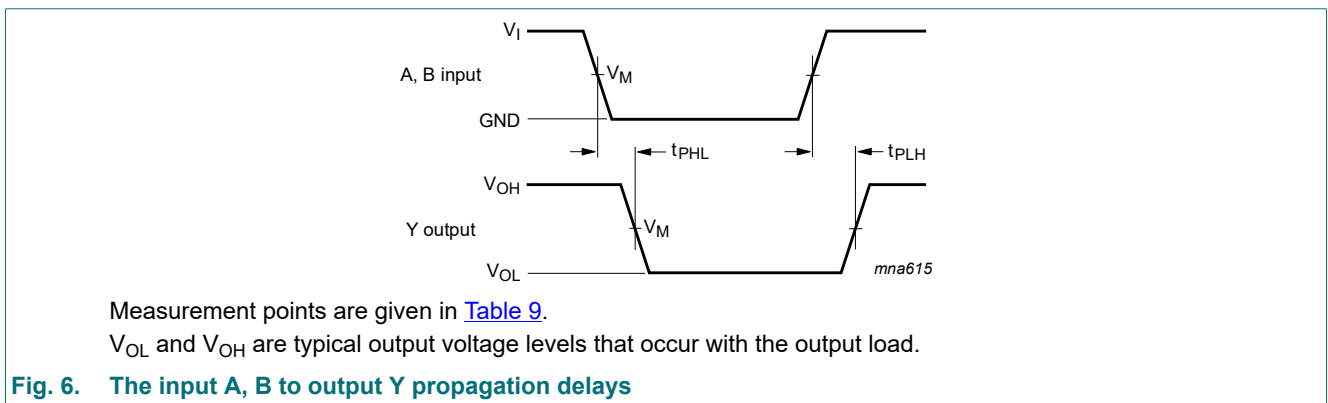 V_I
A, B input
V_M
GND
t_PHL
t_PLH
V_OH
Y output
V_M
V_OL
mna615
Measurement points are given in Table 9.
V_OL and V_OH are typical output voltage levels that occur with the output load.
Fig. 6. The input A, B to output Y propagation delays